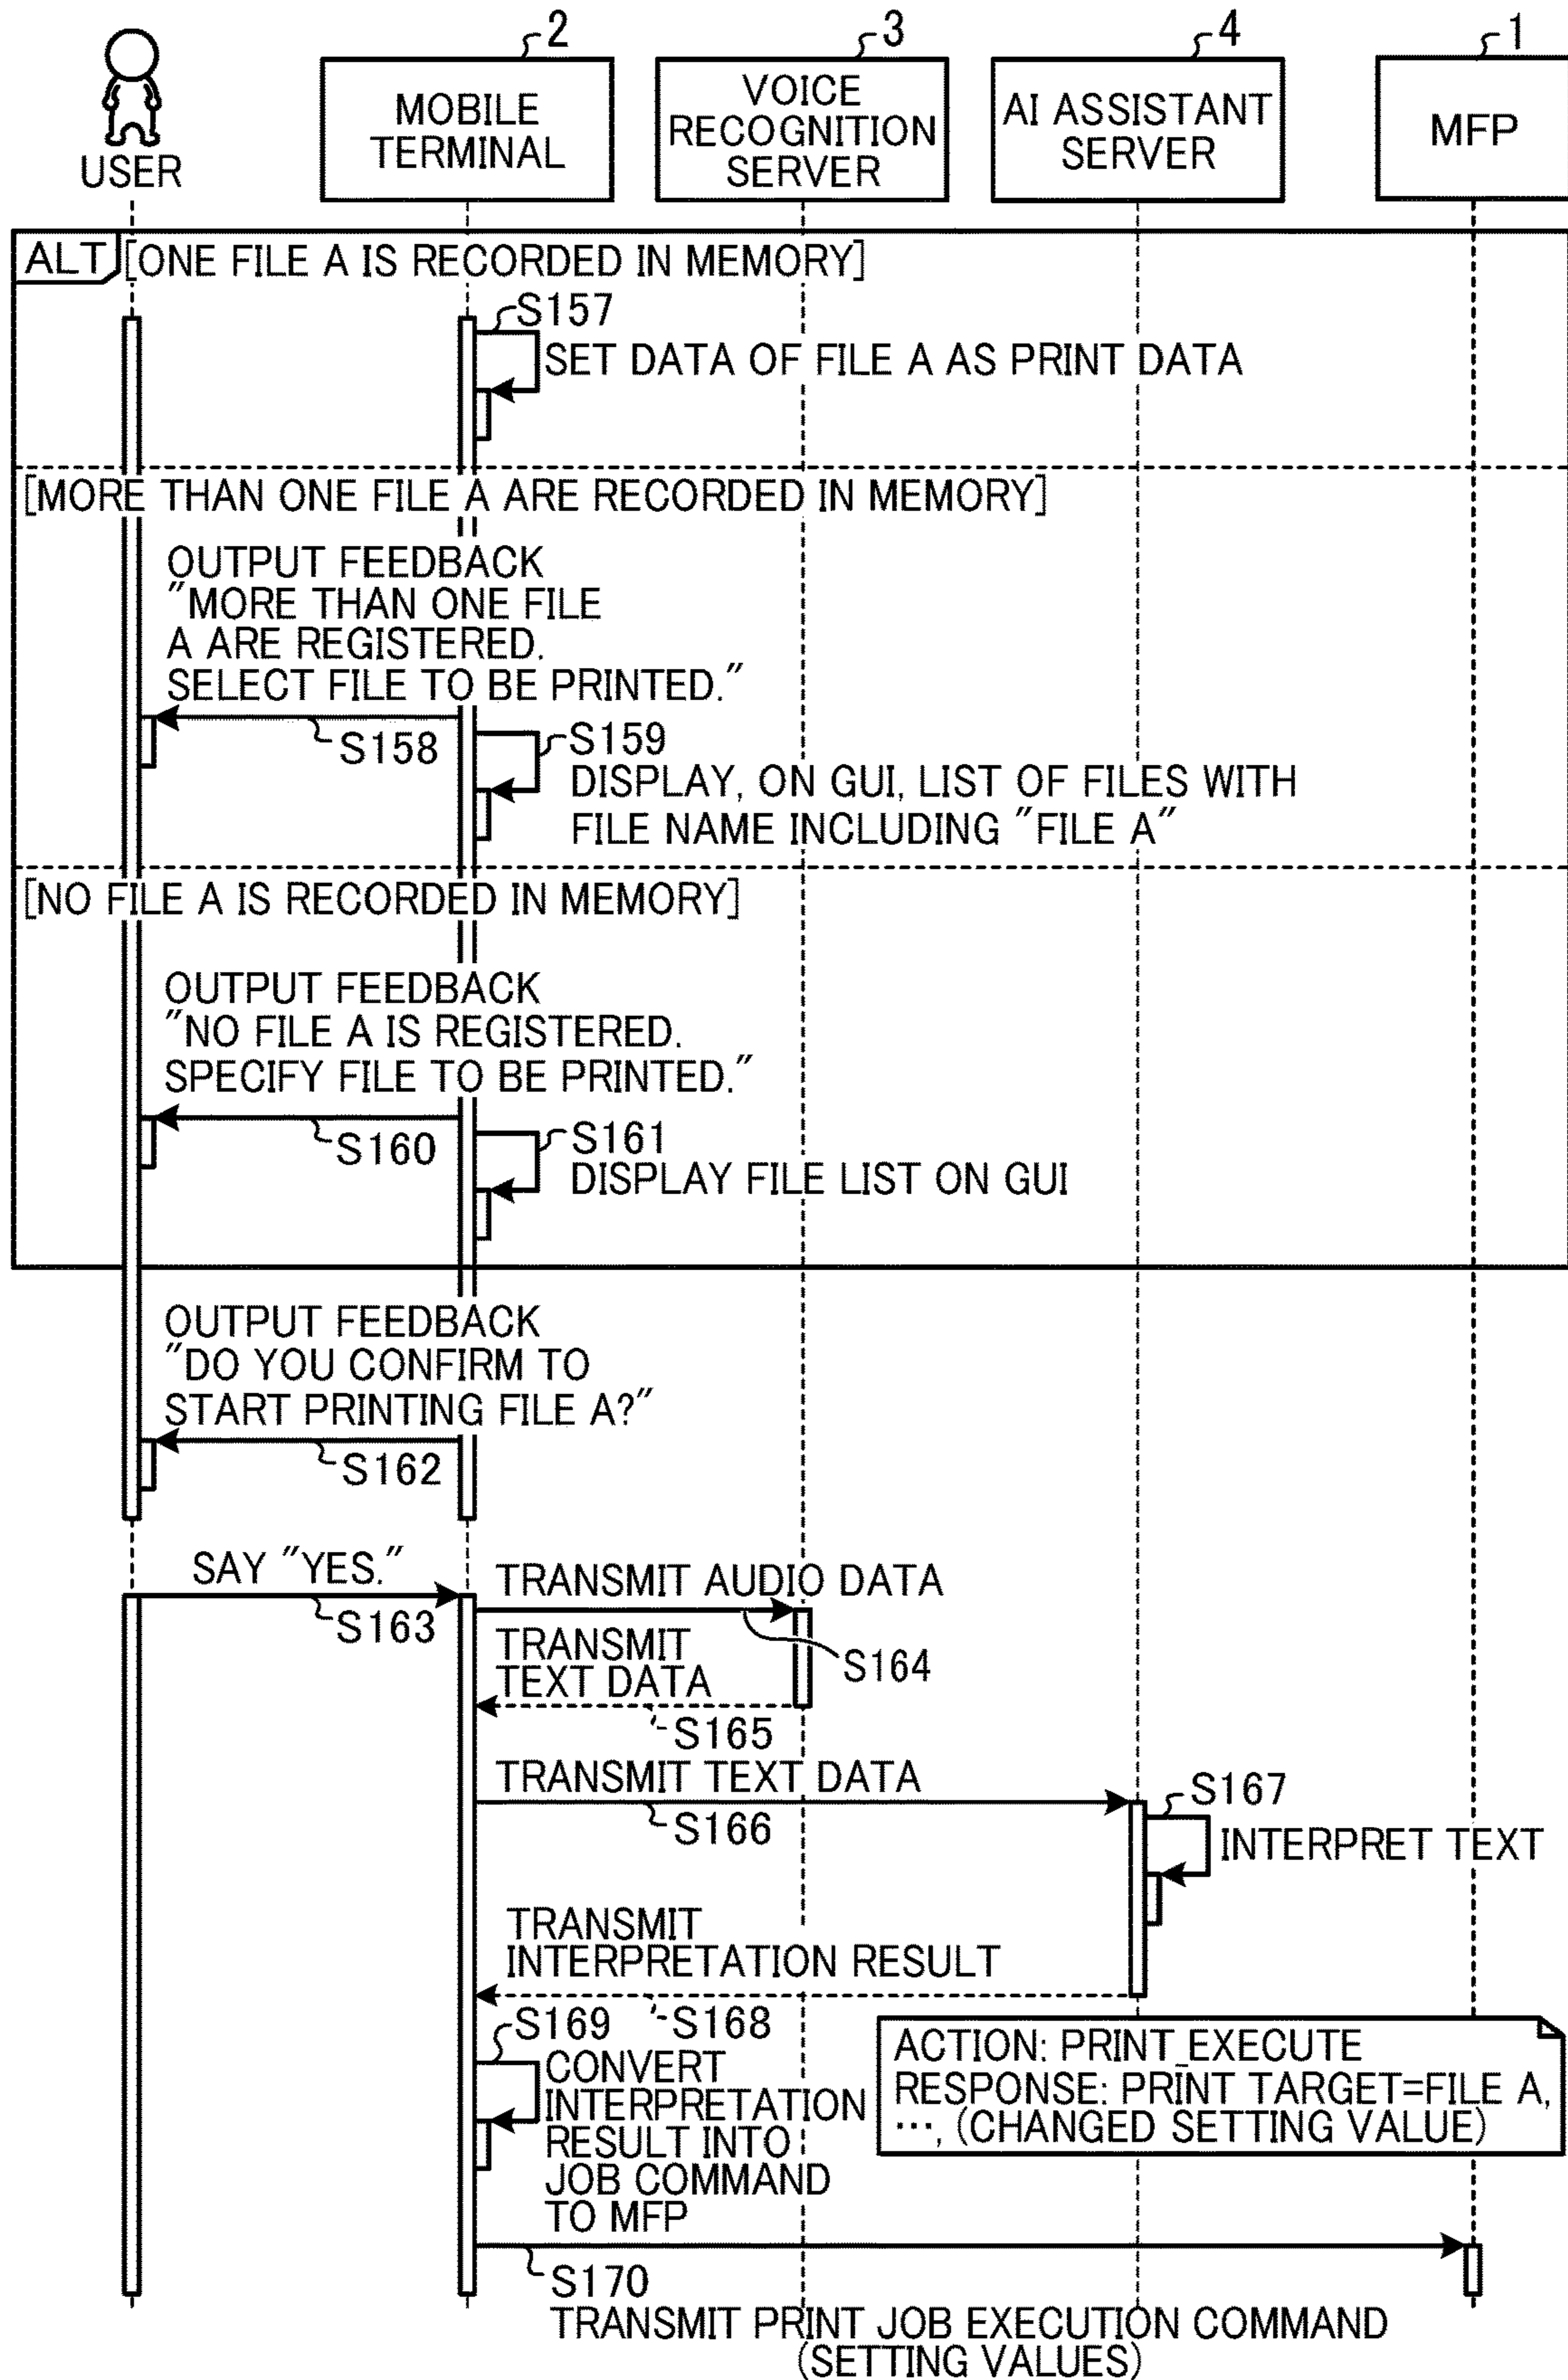 2
3
4
1
USER
MOBILE
TERMINAL
VOICE
RECOGNITION
SERVER
AI ASSISTANT
SERVER
MFP
ALT
[ONE FILE A IS RECORDED IN MEMORY]
S157
SET DATA OF FILE A AS PRINT DATA
[MORE THAN ONE FILE A ARE RECORDED IN MEMORY]
OUTPUT FEEDBACK
"MORE THAN ONE FILE
A ARE REGISTERED.
SELECT FILE TO BE PRINTED."
S158
S159
DISPLAY, ON GUI, LIST OF FILES WITH
FILE NAME INCLUDING "FILE A"
[NO FILE A IS RECORDED IN MEMORY]
OUTPUT FEEDBACK
"NO FILE A IS REGISTERED.
SPECIFY FILE TO BE PRINTED."
S160
S161
DISPLAY FILE LIST ON GUI
OUTPUT FEEDBACK
"DO YOU CONFIRM TO
START PRINTING FILE A?"
S162
SAY "YES."
S163
TRANSMIT AUDIO DATA
S164
TRANSMIT
TEXT DATA
S165
TRANSMIT TEXT DATA
S166
S167
INTERPRET TEXT
TRANSMIT
INTERPRETATION RESULT
S168
S169
CONVERT
INTERPRETATION
RESULT INTO
JOB COMMAND
TO MFP
ACTION: PRINT_EXECUTE
RESPONSE: PRINT TARGET=FILE A,
…, (CHANGED SETTING VALUE)
S170
TRANSMIT PRINT JOB EXECUTION COMMAND
(SETTING VALUES)